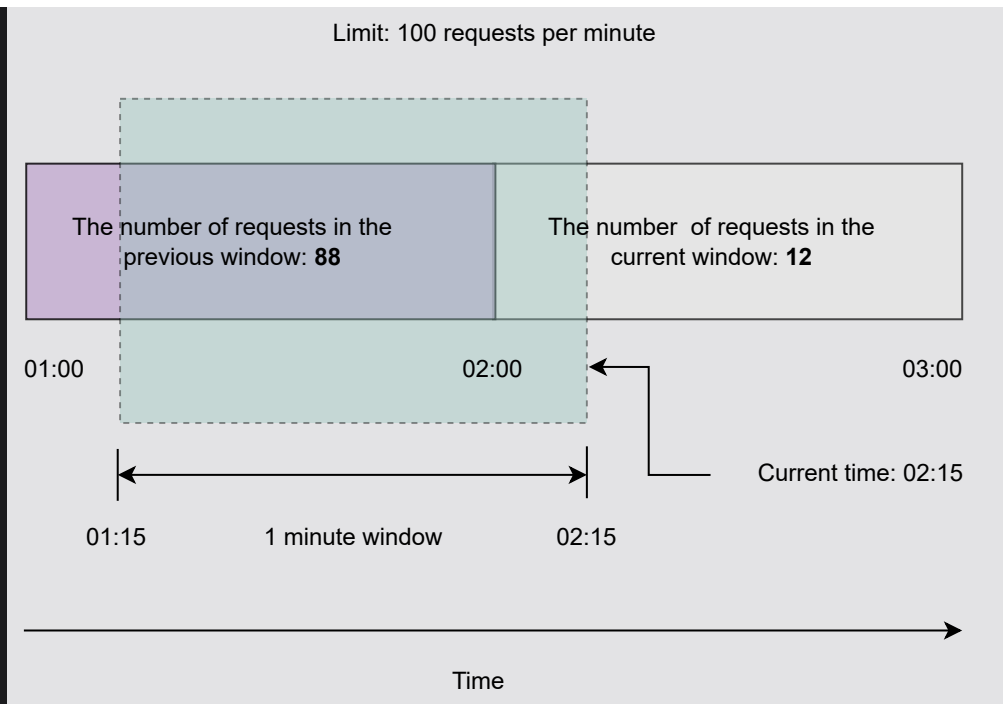 Limit: 100 requests per minute
The number of requests in the
previous window: 88
The number  of requests in the
current window: 12
01:00
02:00
03:00
Current time: 02:15
01:15
1 minute window
02:15
Time